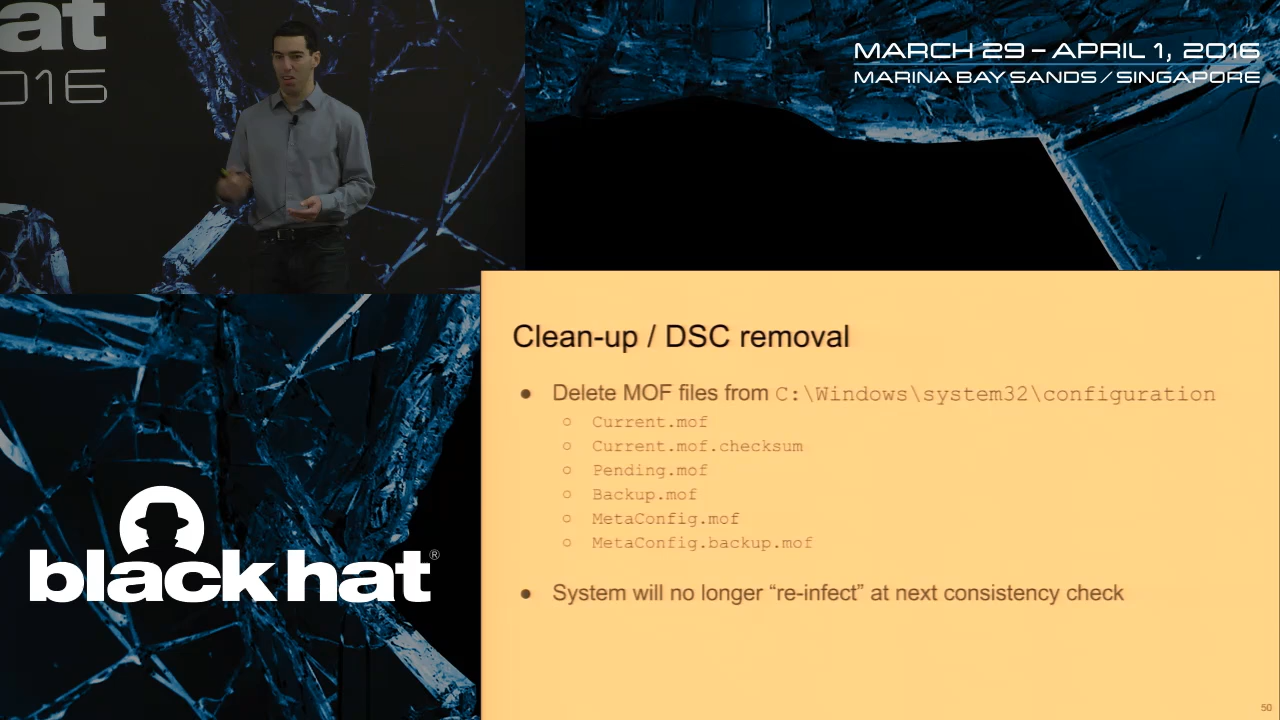 at
016
MARCH 29 – APRIL 1, 2016
MARINA BAY SANDS / SINGAPORE
Clean-up / DSC removal
● Delete MOF files from C:\Windows\system32\configuration
○ Current.mof
○ Current.mof.checksum
○ Pending.mof
○ Backup.mof
○ MetaConfig.mof
○ MetaConfig.backup.mof
● System will no longer “re-infect” at next consistency check
black hat®
50